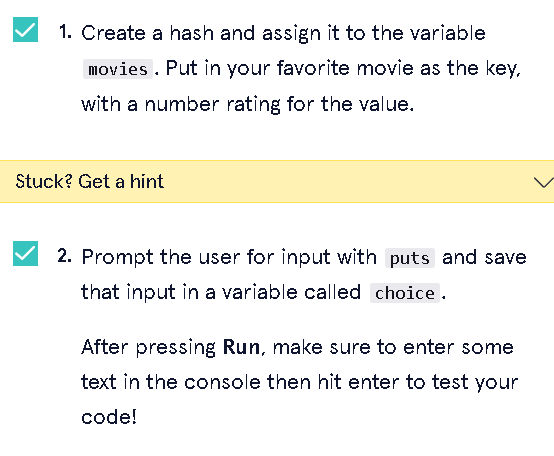 1. Create a hash and assign it to the variable
movies. Put in your favorite movie as the key,
with a number rating for the value.
Stuck? Get a hint
2. Prompt the user for input with puts and save
that input in a variable called choice.
After pressing Run, make sure to enter some
text in the console then hit enter to test your
code!